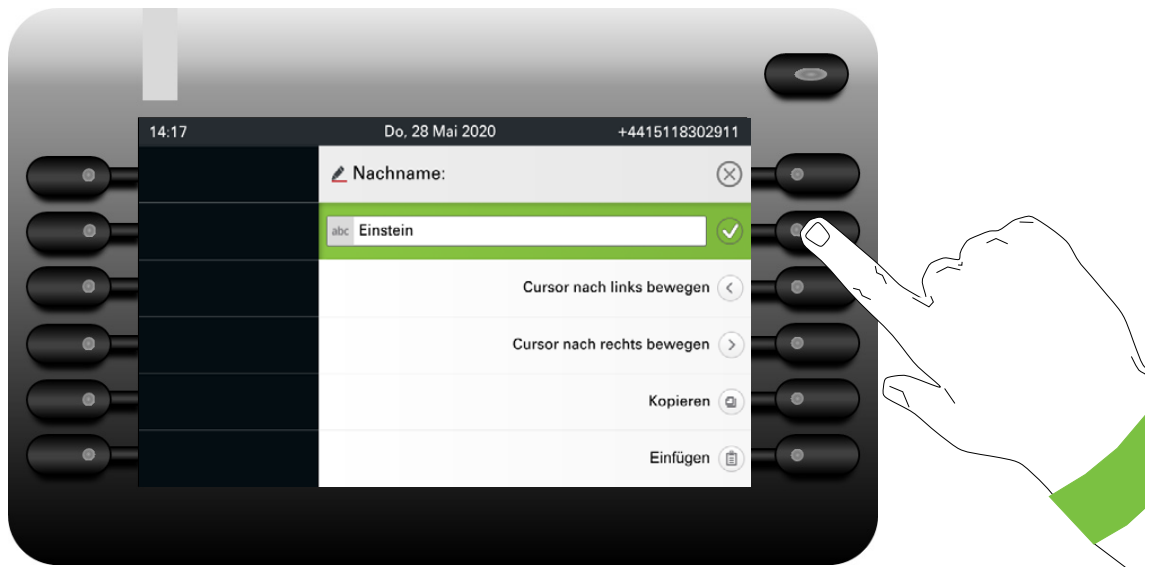 14:17 Do, 28 Mai 2020 +4415118302911
Nachname:
abc Einstein
Cursor nach links bewegen
Cursor nach rechts bewegen
Kopieren
Einfügen